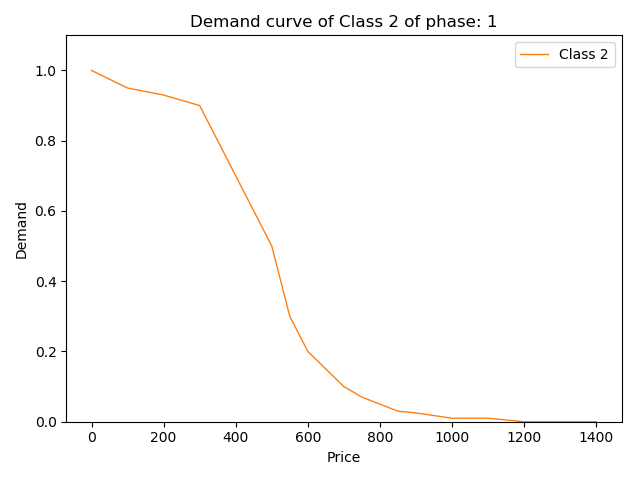 Demand curve of Class 2 of phase: 1
Class 2
1.0
0.8
0.6
0.4
0.2
0.0
Demand
0 200 400 600 800 1000 1200 1400
Price